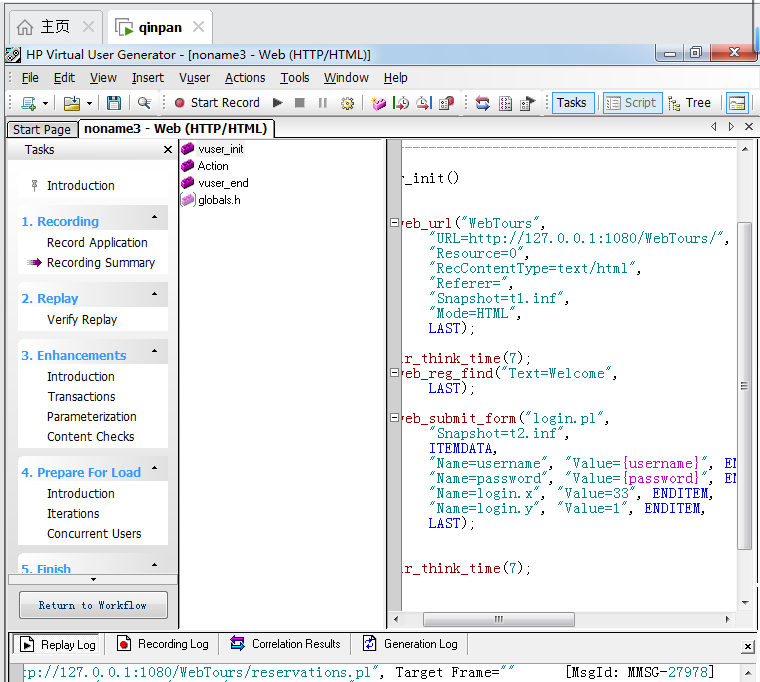 主页
qinpan
HP Virtual User Generator - [noname3 - Web (HTTP/HTML)]
File Edit View Insert Vuser Actions Tools Window Help
Start Record Tasks Script Tree
Start Page noname3 - Web (HTTP/HTML)
Tasks
Introduction
1. Recording
Record Application
Recording Summary
2. Replay
Verify Replay
3. Enhancements
Introduction
Transactions
Parameterization
Content Checks
4. Prepare For Load
Introduction
Iterations
Concurrent Users
5. Finish
Return to Workflow
vuser_init
Action
vuser_end
globals.h
r_init()
web_url("WebTours",
"URL=http://127.0.0.1:1080/WebTours/",
"Resource=0",
"RecContentType=text/html",
"Referer=",
"Snapshot=t1.inf",
"Mode=HTML",
LAST);
lr_think_time(7);
web_reg_find("Text=Welcome",
LAST);
web_submit_form("login.pl",
"Snapshot=t2.inf",
ITEMDATA,
"Name=username", "Value={username}", EN
"Name=password", "Value={password}", EN
"Name=login.x", "Value=33", ENDITEM,
"Name=login.y", "Value=1", ENDITEM,
LAST);
lr_think_time(7);
Replay Log Recording Log Correlation Results Generation Log
tp://127.0.0.1:1080/WebTours/reservations.pl", Target Frame="" [MsgId: MMSG-27978]